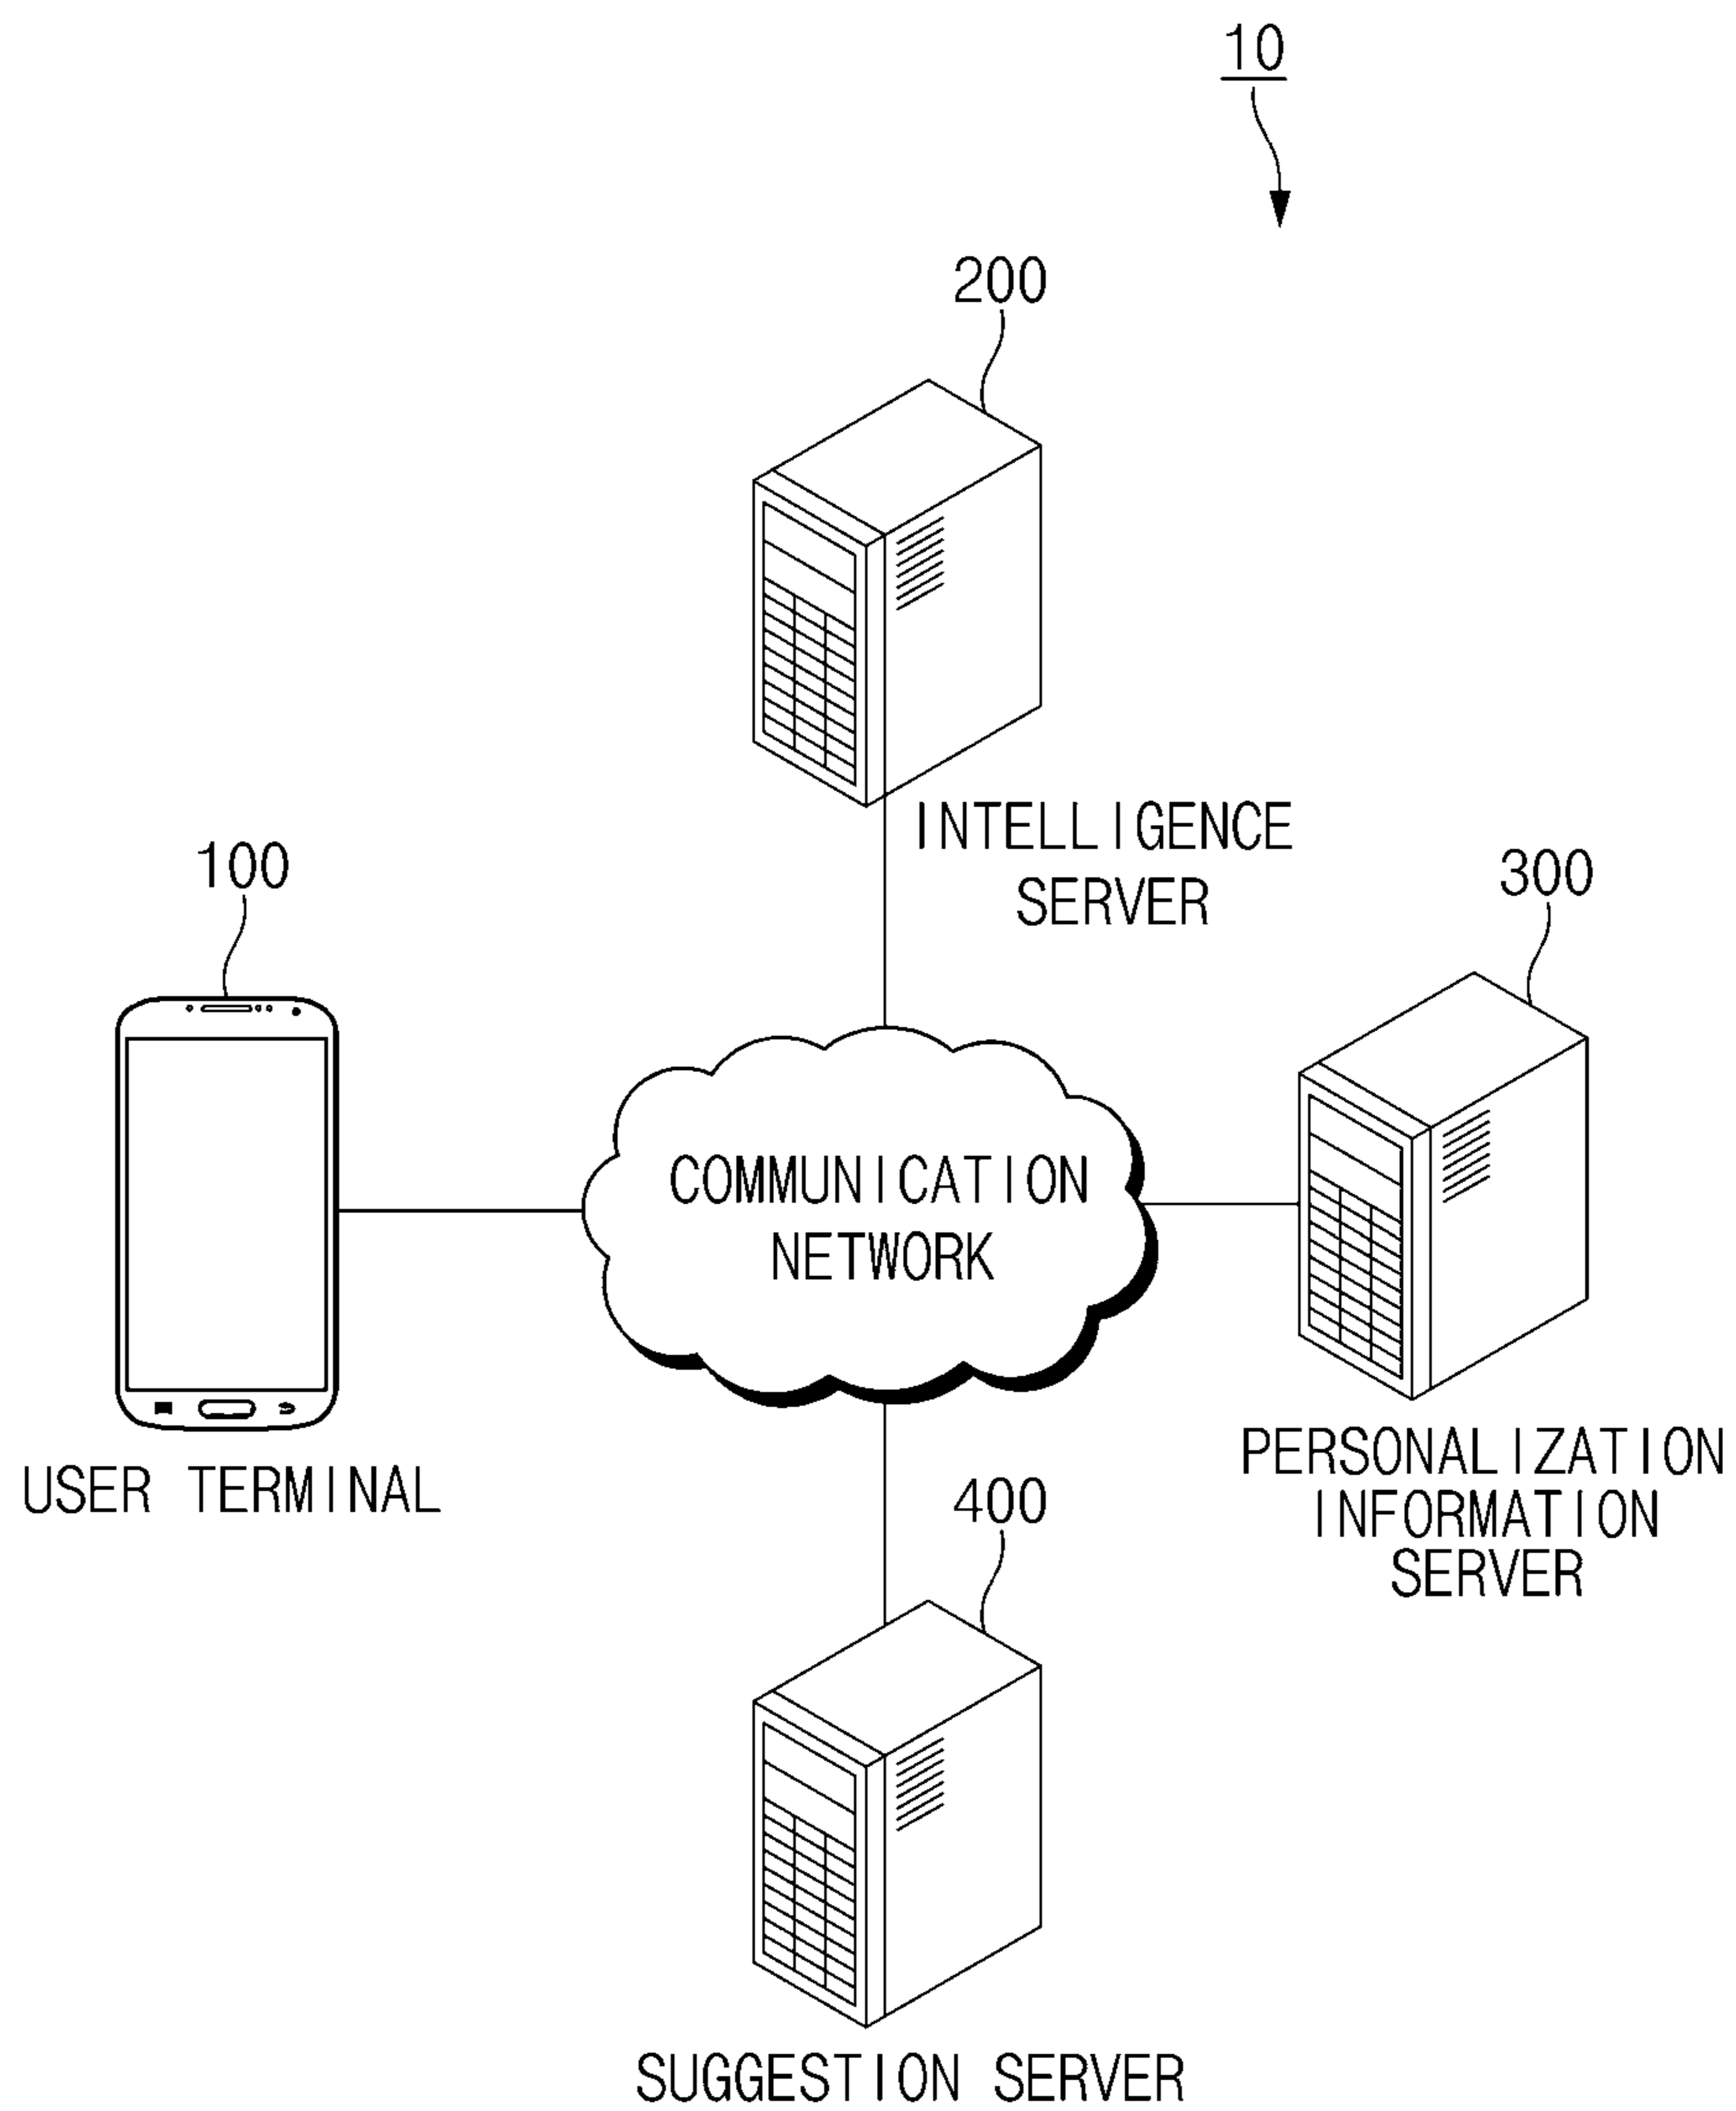 10
200
INTELLIGENCE
SERVER
100
300
COMMUNICATION
NETWORK
USER TERMINAL
PERSONALIZATION
INFORMATION
SERVER
400
SUGGESTION SERVER